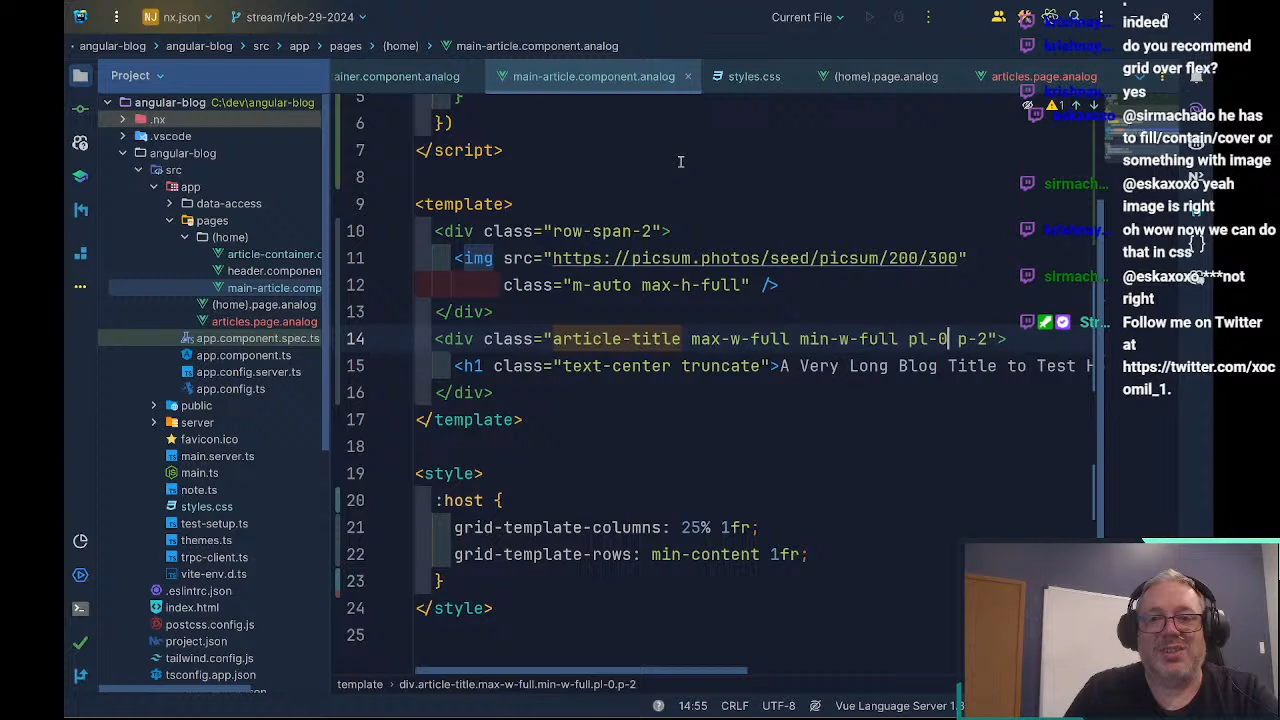 nx.json
stream/feb-29-2024
Current File
angular-blog
angular-blog
src
app
pages
(home)
main-article.component.analog
Project
ainer.component.analog
main-article.component.analog
styles.css
(home).page.analog
articles.page.analog
angular-blog C:\dev\angular-blog
.nx
.vscode
angular-blog
src
app
data-access
pages
(home)
article-container.c
header.componen
main-article.comp
(home).page.analog
articles.page.analog
app.component.spec.ts
app.component.ts
app.config.server.ts
app.config.ts
public
server
favicon.ico
main.server.ts
main.ts
note.ts
styles.css
test-setup.ts
themes.ts
trpc-client.ts
vite-env.d.ts
.eslintrc.json
index.html
postcss.config.js
project.json
tailwind.config.js
tsconfig.app.json
5 }
6 })
7 </script>
8
9 <template>
10 <div class="row-span-2">
11 <img src="https://picsum.photos/seed/picsum/200/300"
12 class="m-auto max-h-full" />
13 </div>
14 <div class="article-title max-w-full min-w-full pl-0 p-2">
15 <h1 class="text-center truncate">A Very Long Blog Title to Test H
16 </div>
17 </template>
18
19 <style>
20 :host {
21 grid-template-columns: 25% 1fr;
22 grid-template-rows: min-content 1fr;
23 }
24 </style>
25
1
template
div.article-title.max-w-full.min-w-full.pl-0.p-2
14:55
CRLF
UTF-8
Vue Language Server 1.8
indeed
krishnay...
do you recommend
grid over flex?
krishnay...
yes
eskaxoxo
@sirmachado he has
to fill/contain/cover or
something with image
sirmach...
@eskaxoxo yeah
image is right
krishnay...
oh wow now we can do
that in css
sirmach...
@eskaxoxo***not
right
Str...
Follow me on Twitter
at
https://twitter.com/xoc
omil_1.